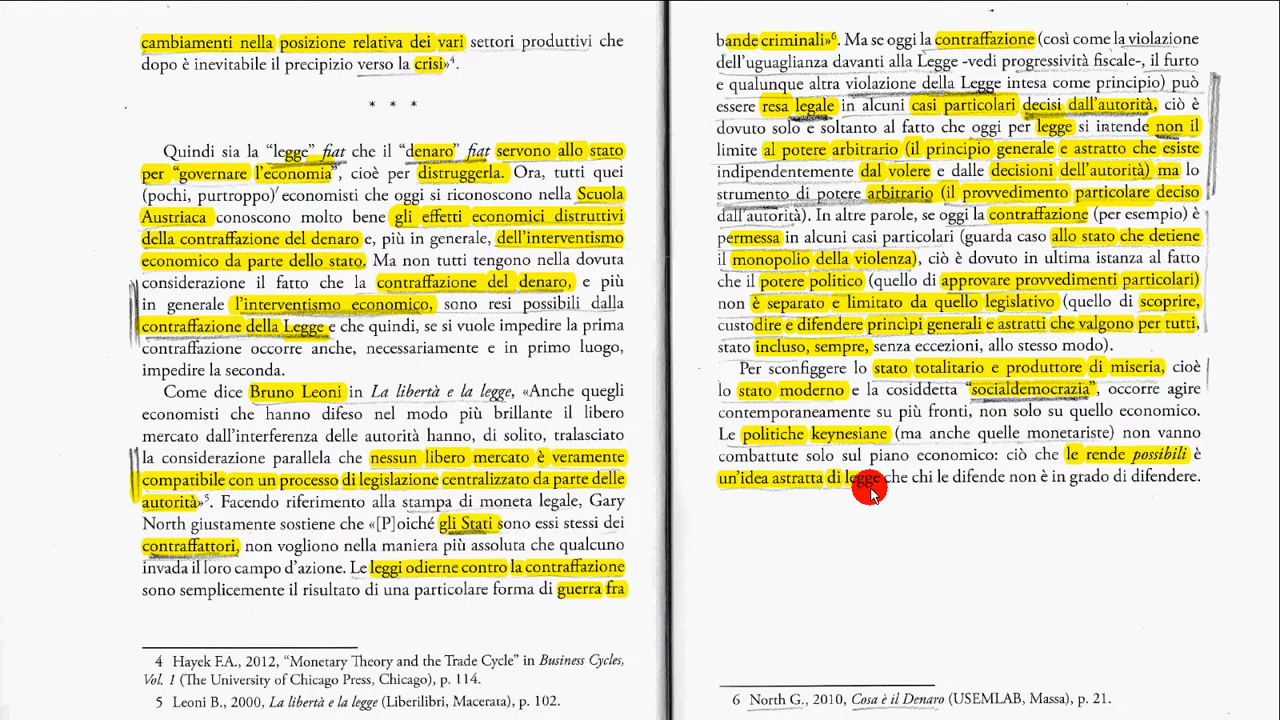 cambiamenti nella posizione relativa dei vari settori produttivi che
dopo è inevitabile il precipizio verso la crisi»⁴.
* * *
Quindi sia la “legge” fiat che il “denaro” fiat servono allo stato
per “governare l’economia”, cioè per distruggerla. Ora, tutti quei
(pochi, purtroppo) economisti che oggi si riconoscono nella Scuola
Austriaca conoscono molto bene gli effetti economici distruttivi
della contraffazione del denaro e, più in generale, dell’interventismo
economico da parte dello stato. Ma non tutti tengono nella dovuta
considerazione il fatto che la contraffazione del denaro, e più
in generale l’interventismo economico, sono resi possibili dalla
contraffazione della Legge e che quindi, se si vuole impedire la prima
contraffazione occorre anche, necessariamente e in primo luogo,
impedire la seconda.
Come dice Bruno Leoni in La libertà e la legge, «Anche quegli
economisti che hanno difeso nel modo più brillante il libero
mercato dall’interferenza delle autorità hanno, di solito, tralasciato
la considerazione parallela che nessun libero mercato è veramente
compatibile con un processo di legislazione centralizzato da parte delle
autorità»⁵. Facendo riferimento alla stampa di moneta legale, Gary
North giustamente sostiene che «[P]oiché gli Stati sono essi stessi dei
contraffattori, non vogliono nella maniera più assoluta che qualcuno
invada il loro campo d’azione. Le leggi odierne contro la contraffazione
sono semplicemente il risultato di una particolare forma di guerra fra
4 Hayek F.A., 2012, “Monetary Theory and the Trade Cycle” in Business Cycles,
Vol. 1 (The University of Chicago Press, Chicago), p. 114.
5 Leoni B., 2000, La libertà e la legge (Liberilibri, Macerata), p. 102.
bande criminali»⁶. Ma se oggi la contraffazione (così come la violazione
dell’uguaglianza davanti alla Legge -vedi progressività fiscale-, il furto
e qualunque altra violazione della Legge intesa come principio) può
essere resa legale in alcuni casi particolari decisi dall’autorità, ciò è
dovuto solo e soltanto al fatto che oggi per legge si intende non il
limite al potere arbitrario (il principio generale e astratto che esiste
indipendentemente dal volere e dalle decisioni dell’autorità) ma lo
strumento di potere arbitrario (il provvedimento particolare deciso
dall’autorità). In altre parole, se oggi la contraffazione (per esempio) è
permessa in alcuni casi particolari (guarda caso allo stato che detiene
il monopolio della violenza), ciò è dovuto in ultima istanza al fatto
che il potere politico (quello di approvare provvedimenti particolari)
non è separato e limitato da quello legislativo (quello di scoprire,
custodire e difendere princìpi generali e astratti che valgono per tutti,
stato incluso, sempre, senza eccezioni, allo stesso modo).
Per sconfiggere lo stato totalitario e produttore di miseria, cioè
lo stato moderno e la cosiddetta “socialdemocrazia”, occorre agire
contemporaneamente su più fronti, non solo su quello economico.
Le politiche keynesiane (ma anche quelle monetariste) non vanno
combattute solo sul piano economico: ciò che le rende possibili è
un’idea astratta di legge che chi le difende non è in grado di difendere.
6 North G., 2010, Cosa è il Denaro (USEMLAB, Massa), p. 21.